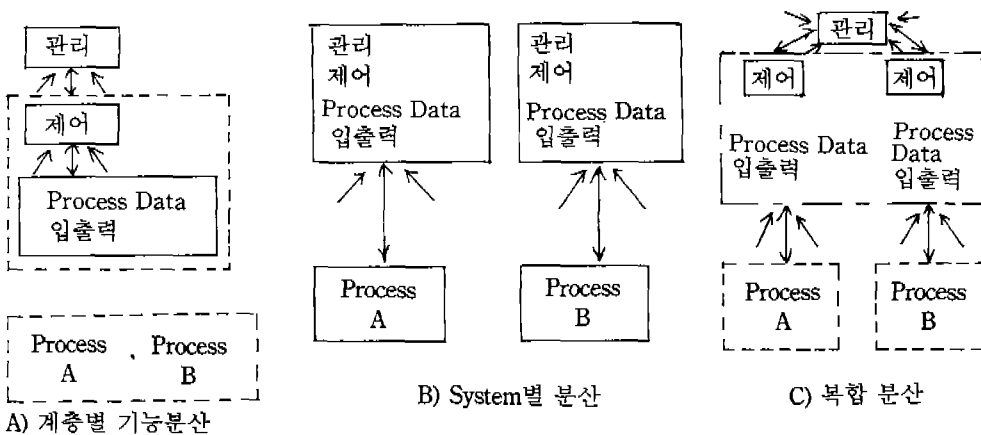 관리
제어
Process Data
입출력
Process
A
, Process
B
A) 계층별 기능분산
관리
제어
Process Data
입출력
Process
A
관리
제어
Process Data
입출력
Process
B
B) System별 분산
관리
제어
제어
Process Data
입출력
Process
Data
입출력
Process
A
Process
B
C) 복합 분산